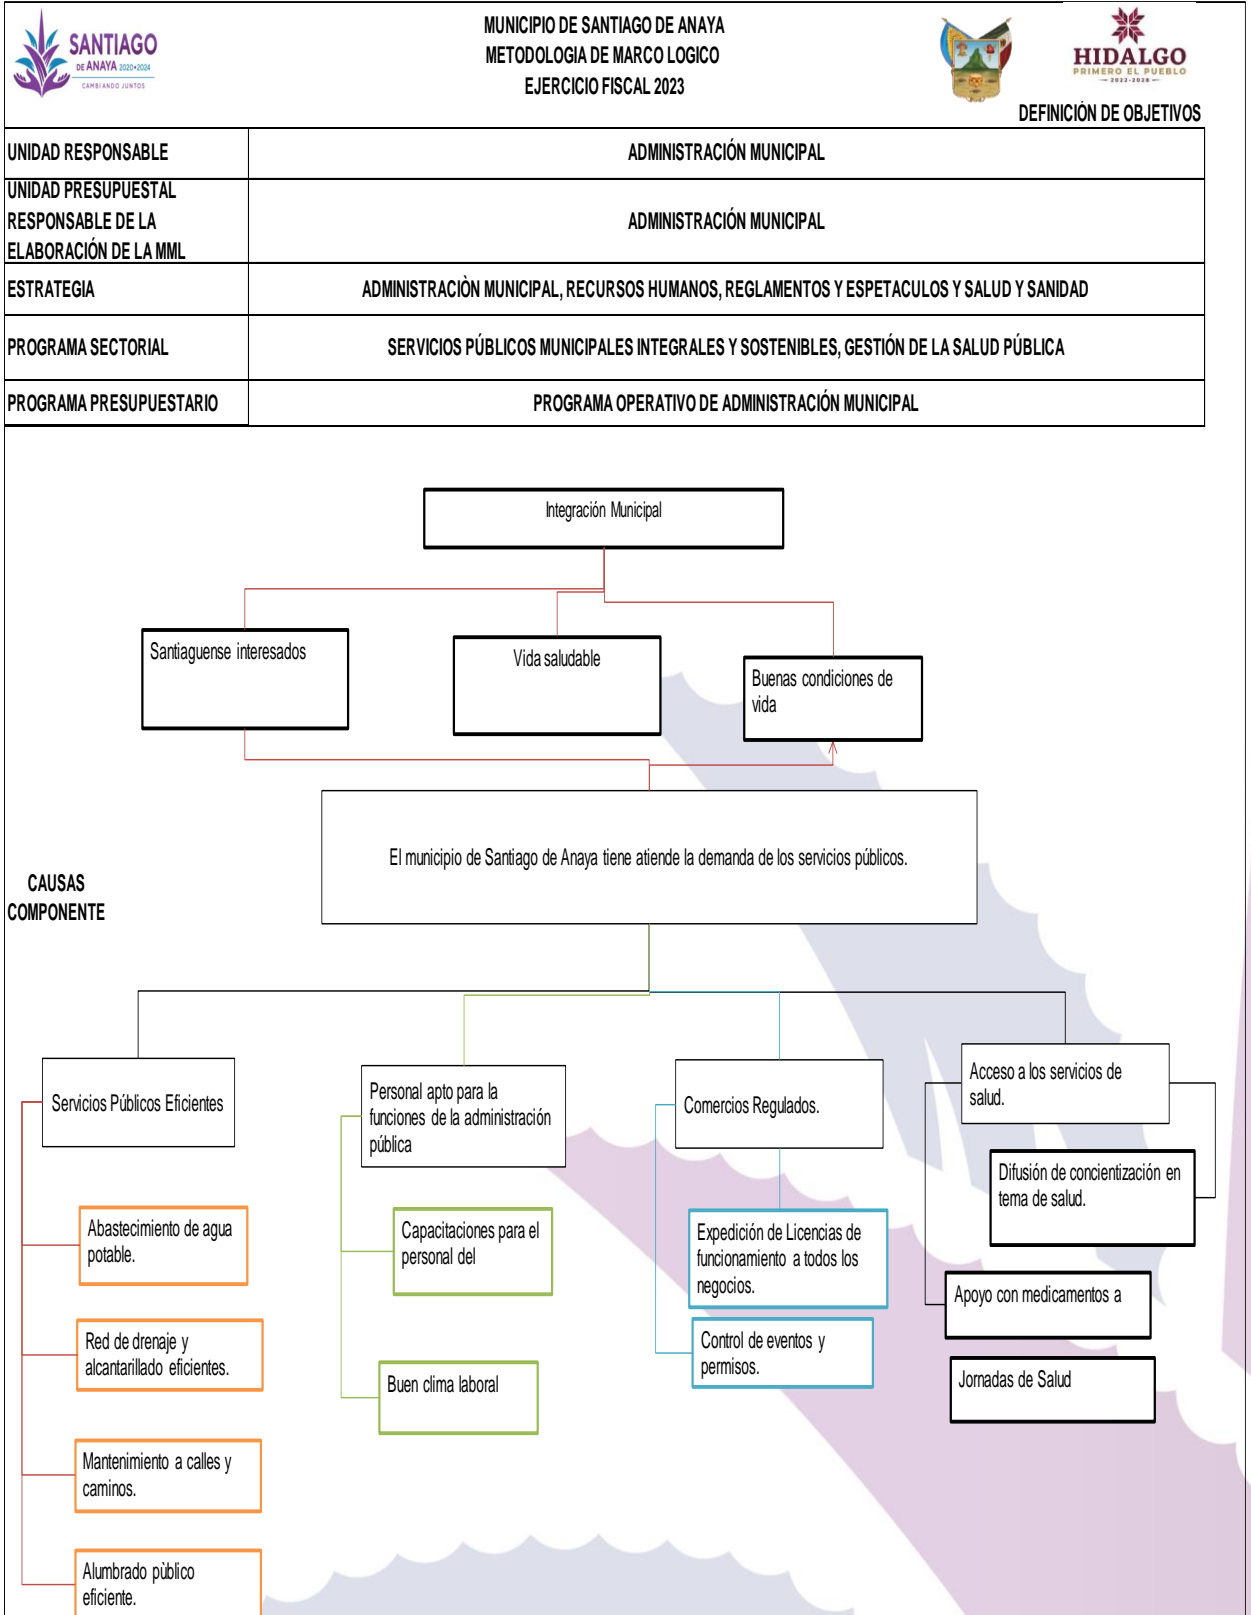 SANTIAGO
DE ANAYA 2020•2024
CAMBIANDO JUNTOS
MUNICIPIO DE SANTIAGO DE ANAYA
METODOLOGIA DE MARCO LOGICO
EJERCICIO FISCAL 2023
HIDALGO
PRIMERO EL PUEBLO
2022-2028
DEFINICIÓN DE OBJETIVOS
UNIDAD RESPONSABLE
ADMINISTRACIÓN MUNICIPAL
UNIDAD PRESUPUESTAL
RESPONSABLE DE LA
ELABORACIÓN DE LA MML
ADMINISTRACIÓN MUNICIPAL
ESTRATEGIA
ADMINISTRACIÒN MUNICIPAL, RECURSOS HUMANOS, REGLAMENTOS Y ESPETACULOS Y SALUD Y SANIDAD
PROGRAMA SECTORIAL
SERVICIOS PÚBLICOS MUNICIPALES INTEGRALES Y SOSTENIBLES, GESTIÓN DE LA SALUD PÚBLICA
PROGRAMA PRESUPUESTARIO
PROGRAMA OPERATIVO DE ADMINISTRACIÓN MUNICIPAL
Integración Municipal
Santiaguense interesados
Vida saludable
Buenas condiciones de
vida
El municipio de Santiago de Anaya tiene atiende la demanda de los servicios públicos.
CAUSAS
COMPONENTE
Servicios Públicos Eficientes
Abastecimiento de agua
potable.
Red de drenaje y
alcantarillado eficientes.
Mantenimiento a calles y
caminos.
Alumbrado pùblico
eficiente.
Personal apto para la
funciones de la administración
pública
Capacitaciones para el
personal del
Buen clima laboral
Comercios Regulados.
Expedición de Licencias de
funcionamiento a todos los
negocios.
Control de eventos y
permisos.
Acceso a los servicios de
salud.
Difusión de concientización en
tema de salud.
Apoyo con medicamentos a
Jornadas de Salud